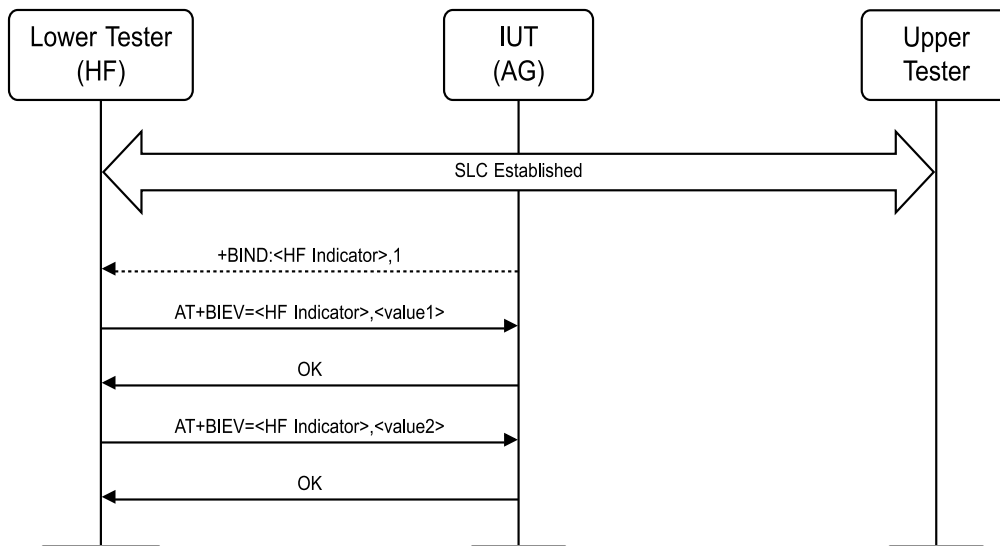 Lower Tester
(HF)
IUT
(AG)
Upper
Tester
SLC Established
+BIND:<HF Indicator>,1
AT+BIEV=<HF Indicator>,<value1>
OK
AT+BIEV=<HF Indicator>,<value2>
OK